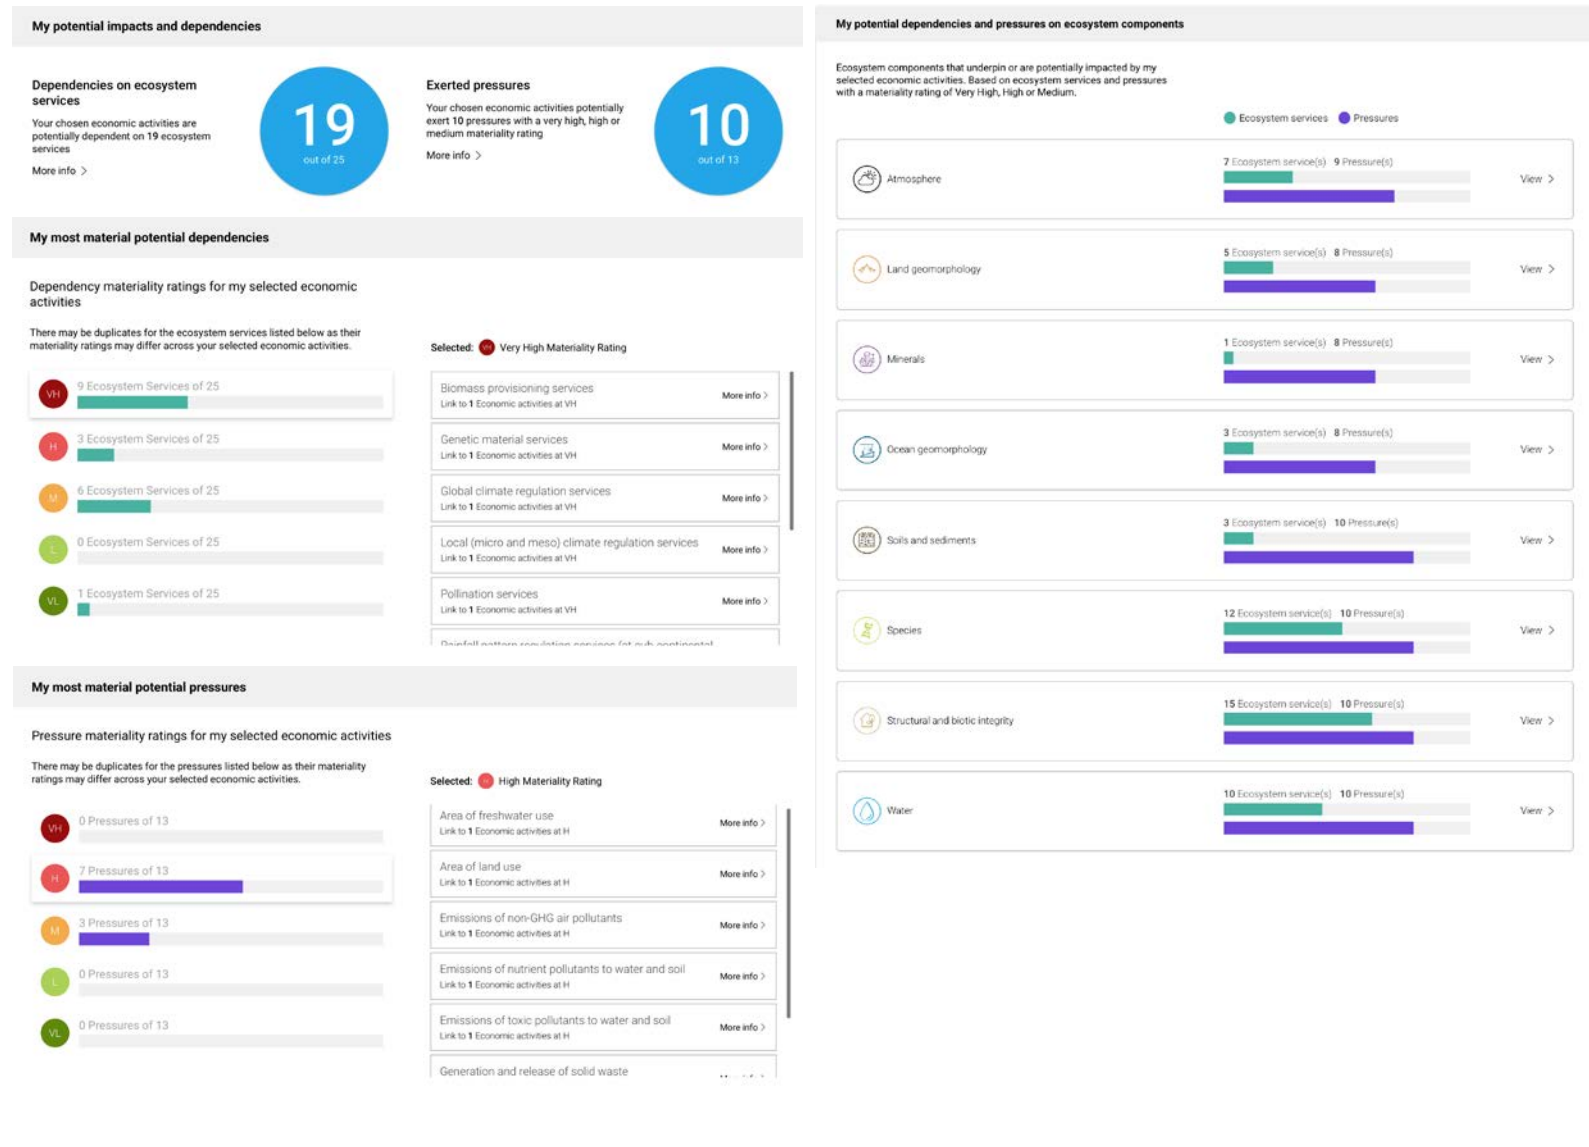 My potential impacts and dependencies
Dependencies on ecosystem
services
Your chosen economic activities are
potentially dependent on 19 ecosystem
services
More info >
19
out of 25
Exerted pressures
Your chosen economic activities potentially
exert 10 pressures with a very high, high or
medium materiality rating
More info >
10
out of 13
My most material potential dependencies
Dependency materiality ratings for my selected economic
activities
There may be duplicates for the ecosystem services listed below as their
materiality ratings may differ across your selected economic activities.
VH
9 Ecosystem Services of 25
H
3 Ecosystem Services of 25
M
6 Ecosystem Services of 25
L
0 Ecosystem Services of 25
VL
1 Ecosystem Services of 25
Selected: VH Very High Materiality Rating
Biomass provisioning services
Link to 1 Economic activities at VH
More info >
Genetic material services
Link to 1 Economic activities at VH
More info >
Global climate regulation services
Link to 1 Economic activities at VH
More info >
Local (micro and meso) climate regulation services
Link to 1 Economic activities at VH
More info >
Pollination services
Link to 1 Economic activities at VH
More info >
Rainfall pattern regulation services (at sub-continental
My most material potential pressures
Pressure materiality ratings for my selected economic activities
There may be duplicates for the pressures listed below as their materiality
ratings may differ across your selected economic activities.
VH
0 Pressures of 13
H
7 Pressures of 13
M
3 Pressures of 13
L
0 Pressures of 13
VL
0 Pressures of 13
Selected: H High Materiality Rating
Area of freshwater use
Link to 1 Economic activities at H
More info >
Area of land use
Link to 1 Economic activities at H
More info >
Emissions of non-GHG air pollutants
Link to 1 Economic activities at H
More info >
Emissions of nutrient pollutants to water and soil
Link to 1 Economic activities at H
More info >
Emissions of toxic pollutants to water and soil
Link to 1 Economic activities at H
More info >
Generation and release of solid waste
My potential dependencies and pressures on ecosystem components
Ecosystem components that underpin or are potentially impacted by my
selected economic activities. Based on ecosystem services and pressures
with a materiality rating of Very High, High or Medium.
Ecosystem services Pressures
Atmosphere
7 Ecosystem service(s) 9 Pressure(s)
View >
Land geomorphology
5 Ecosystem service(s) 8 Pressure(s)
View >
Minerals
1 Ecosystem service(s) 8 Pressure(s)
View >
Ocean geomorphology
3 Ecosystem service(s) 8 Pressure(s)
View >
Soils and sediments
3 Ecosystem service(s) 10 Pressure(s)
View >
Species
12 Ecosystem service(s) 10 Pressure(s)
View >
Structural and biotic integrity
15 Ecosystem service(s) 10 Pressure(s)
View >
Water
10 Ecosystem service(s) 10 Pressure(s)
View >